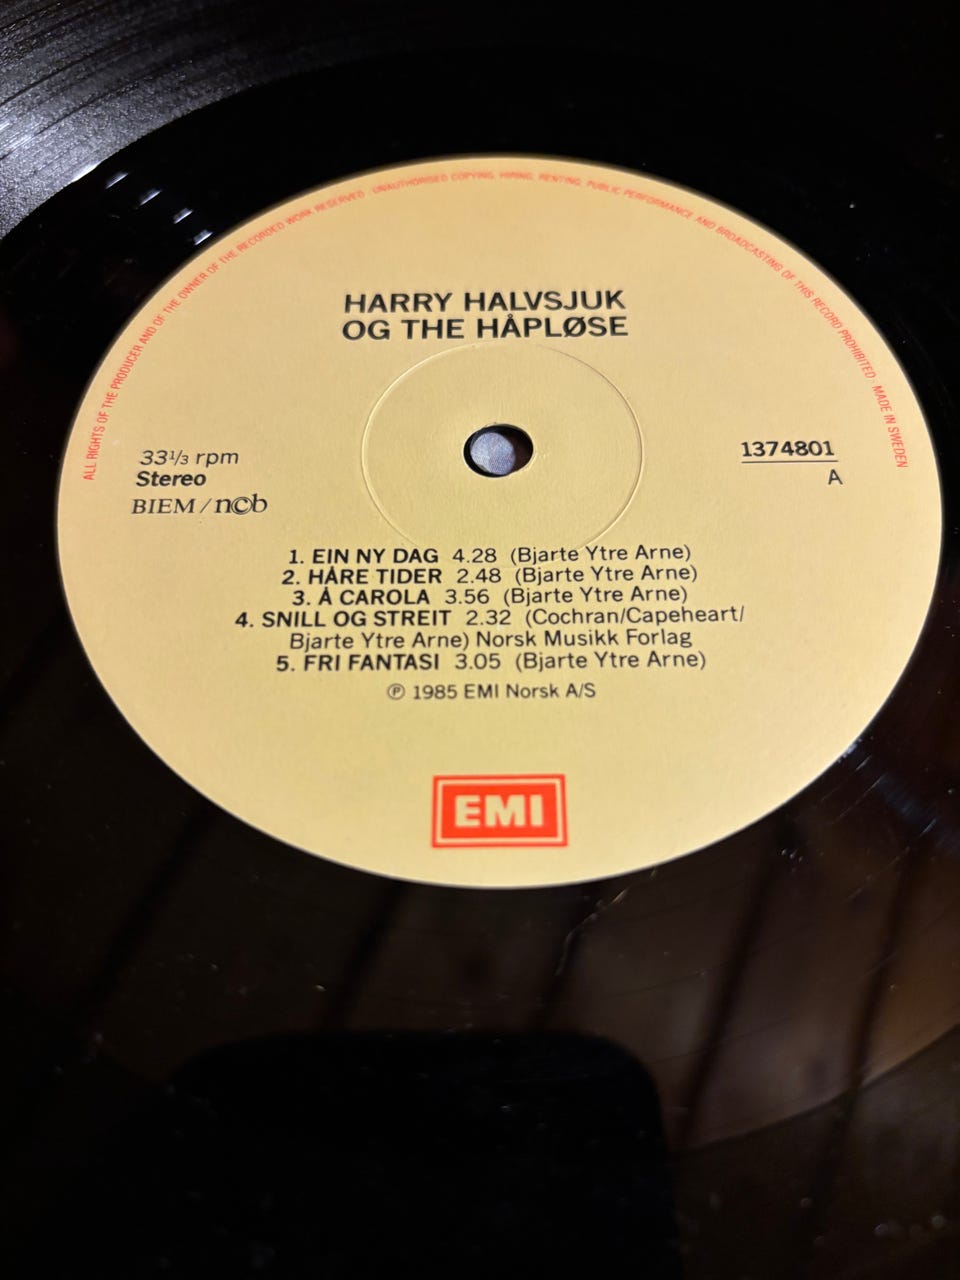 ALL RIGHTS OF THE PRODUCER AND OF THE OWNER OF THE RECORDED WORK RESERVED · UNAUTHORISED COPYING, HIRING, RENTING, PUBLIC PERFORMANCE AND BROADCASTING OF THIS RECORD PROHIBITED · MADE IN SWEDEN
HARRY HALVSJUK
OG THE HÅPLØSE
33⅓ rpm
Stereo
BIEM / n©b
1374801
A
1. EIN NY DAG 4.28 (Bjarte Ytre Arne)
2. HÅRE TIDER 2.48 (Bjarte Ytre Arne)
3. Å CAROLA 3.56 (Bjarte Ytre Arne)
4. SNILL OG STREIT 2.32 (Cochran/Capeheart/
Bjarte Ytre Arne) Norsk Musikk Forlag
5. FRI FANTASI 3.05 (Bjarte Ytre Arne)
℗ 1985 EMI Norsk A/S
EMI